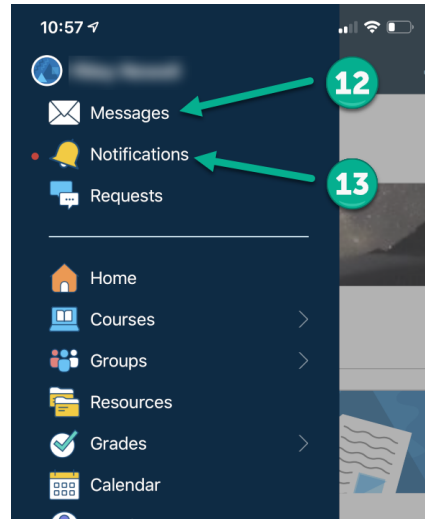 10:57
12
Messages
Notifications
13
Requests
Home
Courses
Groups
Resources
Grades
Calendar